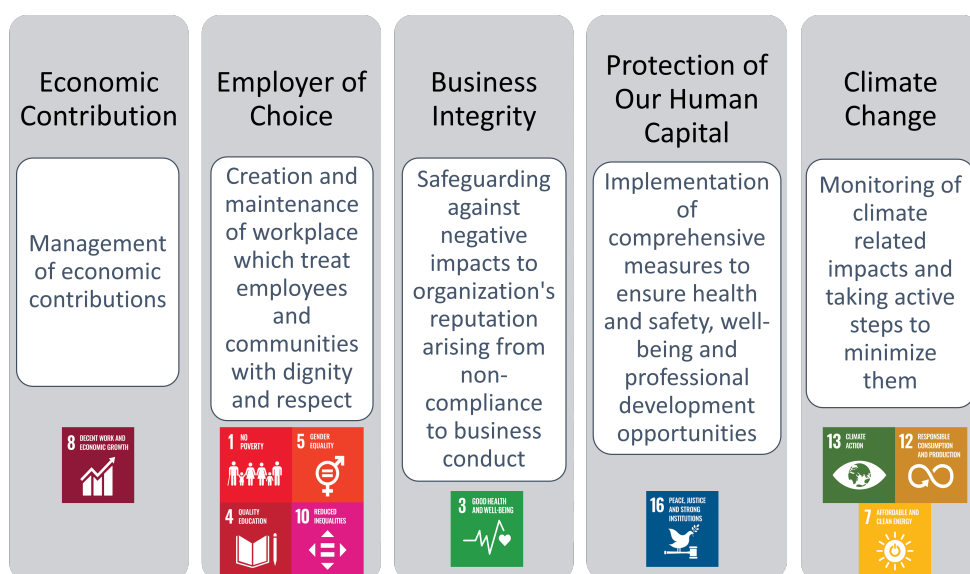 Economic
Contribution
Management
of economic
contributions
8 DECENT WORK AND
ECONOMIC GROWTH
Employer of
Choice
Creation and
maintenance
of workplace
which treat
employees
and
communities
with dignity
and respect
1 NO
POVERTY
5 GENDER
EQUALITY
4 QUALITY
EDUCATION
10 REDUCED
INEQUALITIES
Business
Integrity
Safeguarding
against
negative
impacts to
organization's
reputation
arising from
non-
compliance
to business
conduct
3 GOOD HEALTH
AND WELL-BEING
Protection of
Our Human
Capital
Implementation
of
comprehensive
measures to
ensure health
and safety, well-
being and
professional
development
opportunities
16 PEACE, JUSTICE
AND STRONG
INSTITUTIONS
Climate
Change
Monitoring of
climate
related
impacts and
taking active
steps to
minimize
them
13 CLIMATE
ACTION
12 RESPONSIBLE
CONSUMPTION
AND PRODUCTION
7 AFFORDABLE AND
CLEAN ENERGY